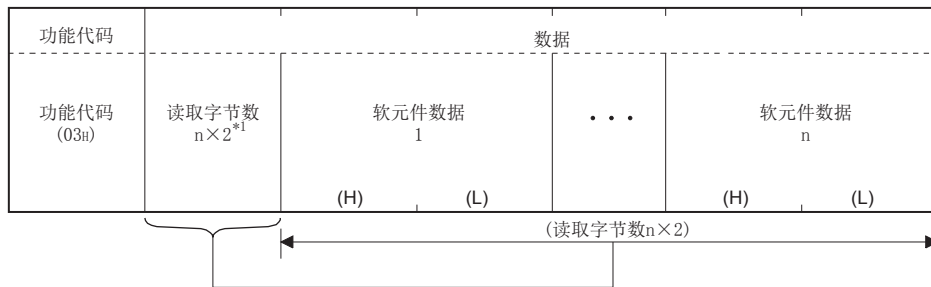 功能代码 数据
功能代码 读取字节数 软元件数据 ··· 软元件数据
(03H) n×2*1 1 n
(H) (L) (H) (L)
(读取字节数n×2)